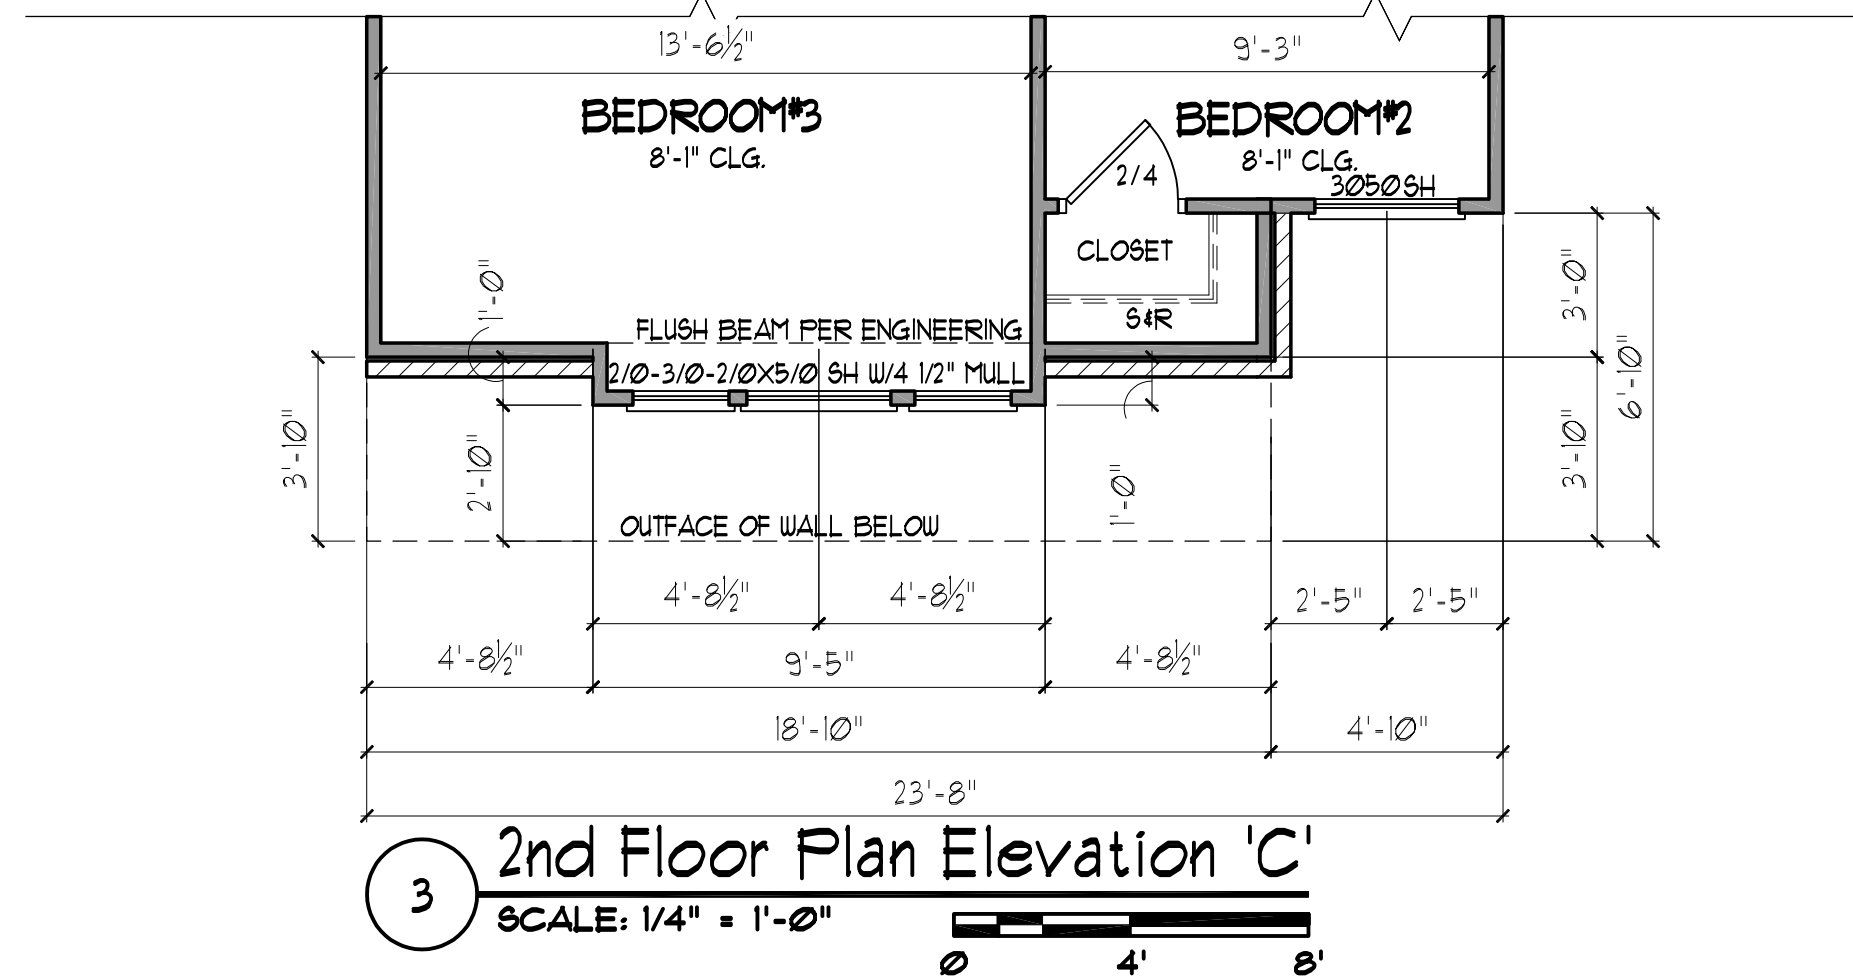 13'-6½"
9'-3"
BEDROOM#3
8'-1" CLG.
BEDROOM#2
8'-1" CLG.
2/4
3050SH
CLOSET
S&R
1'-0"
3'-0"
FLUSH BEAM PER ENGINEERING
2/0-3/0-2/0X5/0 SH W/4 1/2" MULL
6'-10"
3'-10"
2'-10"
1'-0"
3'-10"
OUTFACE OF WALL BELOW
4'-8½"
4'-8½"
2'-5"
2'-5"
4'-8½"
9'-5"
4'-8½"
18'-10"
4'-10"
23'-8"
3
2nd Floor Plan Elevation 'C'
SCALE: 1/4" = 1'-0"
0
4'
8'